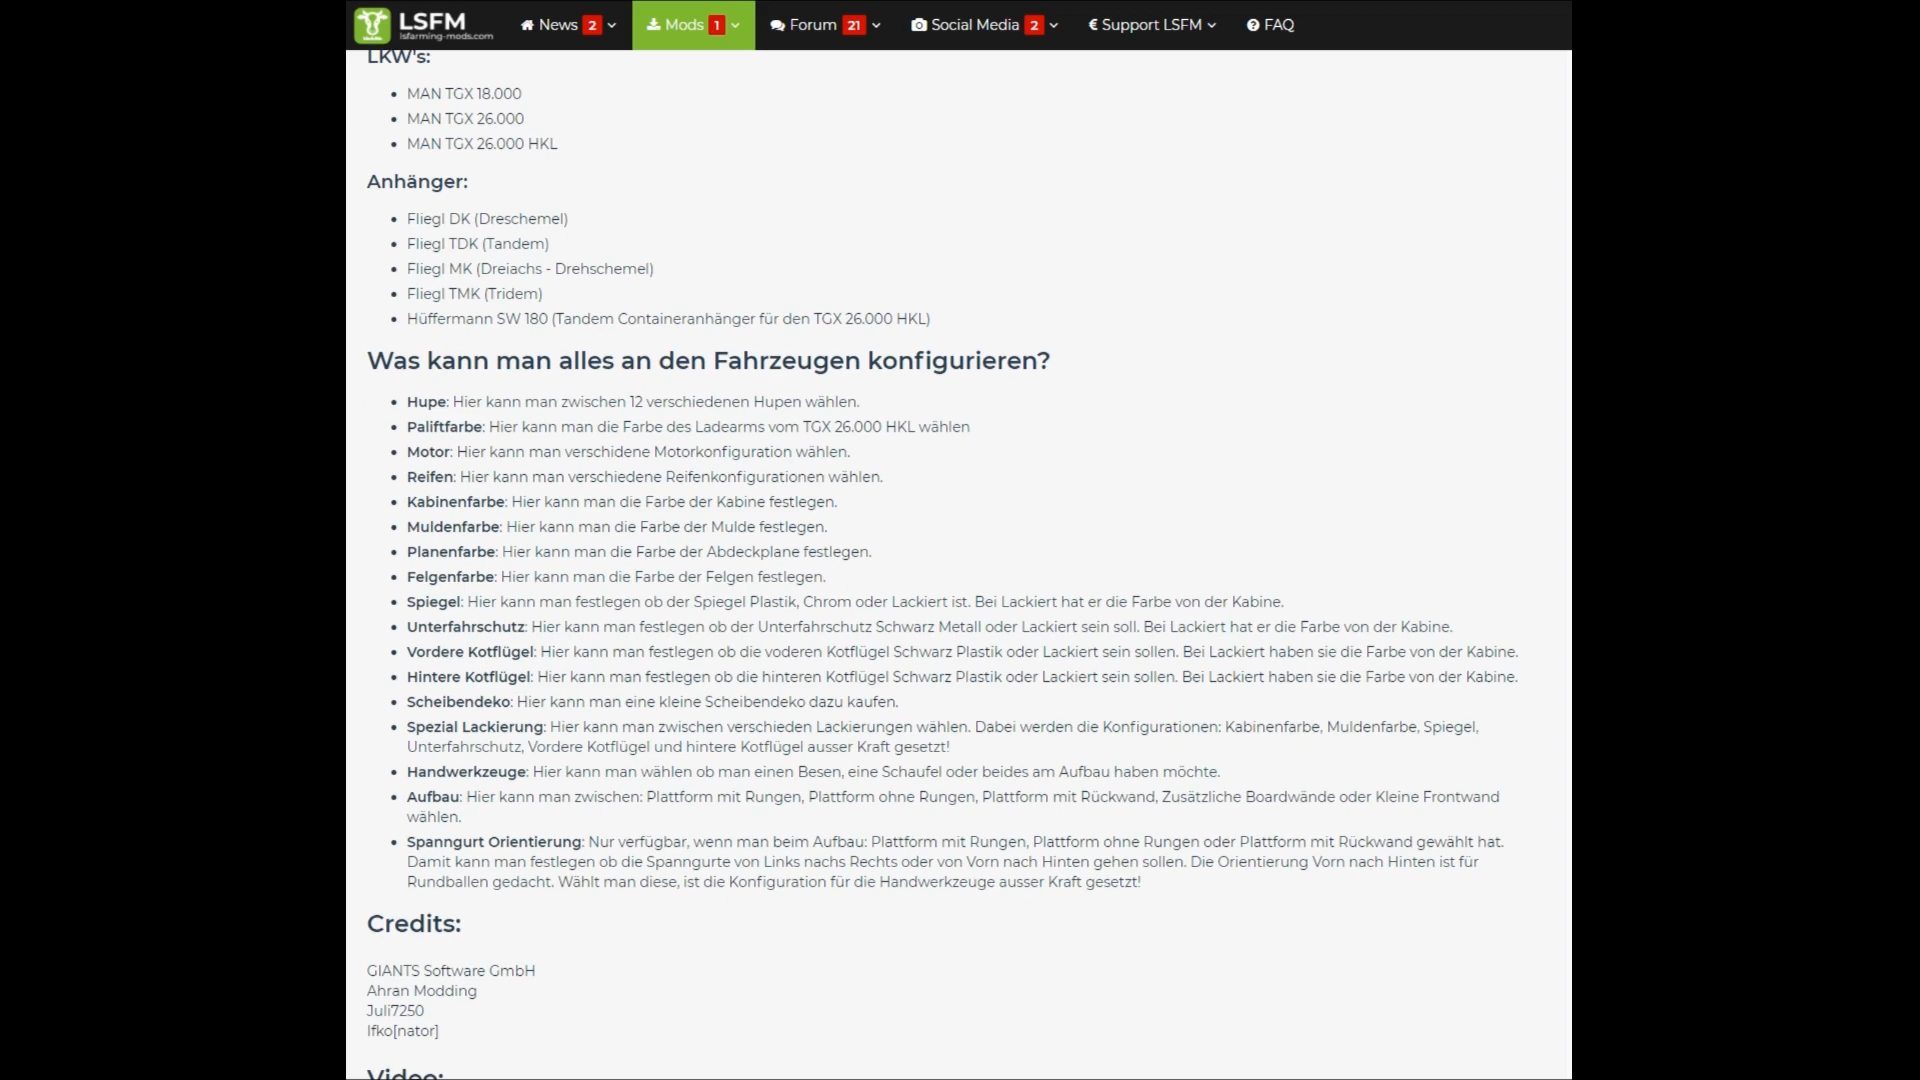 LSFM
lsfarming-mods.com
News 2
Mods 1
Forum 21
Social Media 2
€ Support LSFM
FAQ
LKW's:
MAN TGX 18.000
MAN TGX 26.000
MAN TGX 26.000 HKL
Anhänger:
Fliegl DK (Dreschemel)
Fliegl TDK (Tandem)
Fliegl MK (Dreiachs - Drehschemel)
Fliegl TMK (Tridem)
Hüffermann SW 180 (Tandem Containeranhänger für den TGX 26.000 HKL)
Was kann man alles an den Fahrzeugen konfigurieren?
Hupe: Hier kann man zwischen 12 verschiedenen Hupen wählen.
Paliftfarbe: Hier kann man die Farbe des Ladearms vom TGX 26.000 HKL wählen
Motor: Hier kann man verschidene Motorkonfiguration wählen.
Reifen: Hier kann man verschiedene Reifenkonfigurationen wählen.
Kabinenfarbe: Hier kann man die Farbe der Kabine festlegen.
Muldenfarbe: Hier kann man die Farbe der Mulde festlegen.
Planenfarbe: Hier kann man die Farbe der Abdeckplane festlegen.
Felgenfarbe: Hier kann man die Farbe der Felgen festlegen.
Spiegel: Hier kann man festlegen ob der Spiegel Plastik, Chrom oder Lackiert ist. Bei Lackiert hat er die Farbe von der Kabine.
Unterfahrschutz: Hier kann man festlegen ob der Unterfahrschutz Schwarz Metall oder Lackiert sein soll. Bei Lackiert hat er die Farbe von der Kabine.
Vordere Kotflügel: Hier kann man festlegen ob die voderen Kotflügel Schwarz Plastik oder Lackiert sein sollen. Bei Lackiert haben sie die Farbe von der Kabine.
Hintere Kotflügel: Hier kann man festlegen ob die hinteren Kotflügel Schwarz Plastik oder Lackiert sein sollen. Bei Lackiert haben sie die Farbe von der Kabine.
Scheibendeko: Hier kann man eine kleine Scheibendeko dazu kaufen.
Spezial Lackierung: Hier kann man zwischen verschieden Lackierungen wählen. Dabei werden die Konfigurationen: Kabinenfarbe, Muldenfarbe, Spiegel,
Unterfahrschutz, Vordere Kotflügel und hintere Kotflügel ausser Kraft gesetzt!
Handwerkzeuge: Hier kann man wählen ob man einen Besen, eine Schaufel oder beides am Aufbau haben möchte.
Aufbau: Hier kann man zwischen: Plattform mit Rungen, Plattform ohne Rungen, Plattform mit Rückwand, Zusätzliche Boardwände oder Kleine Frontwand
wählen.
Spanngurt Orientierung: Nur verfügbar, wenn man beim Aufbau: Plattform mit Rungen, Plattform ohne Rungen oder Plattform mit Rückwand gewählt hat.
Damit kann man festlegen ob die Spanngurte von Links nachs Rechts oder von Vorn nach Hinten gehen sollen. Die Orientierung Vorn nach Hinten ist für
Rundballen gedacht. Wählt man diese, ist die Konfiguration für die Handwerkzeuge ausser Kraft gesetzt!
Credits:
GIANTS Software GmbH
Ahran Modding
Juli7250
Ifko[nator]
Video: